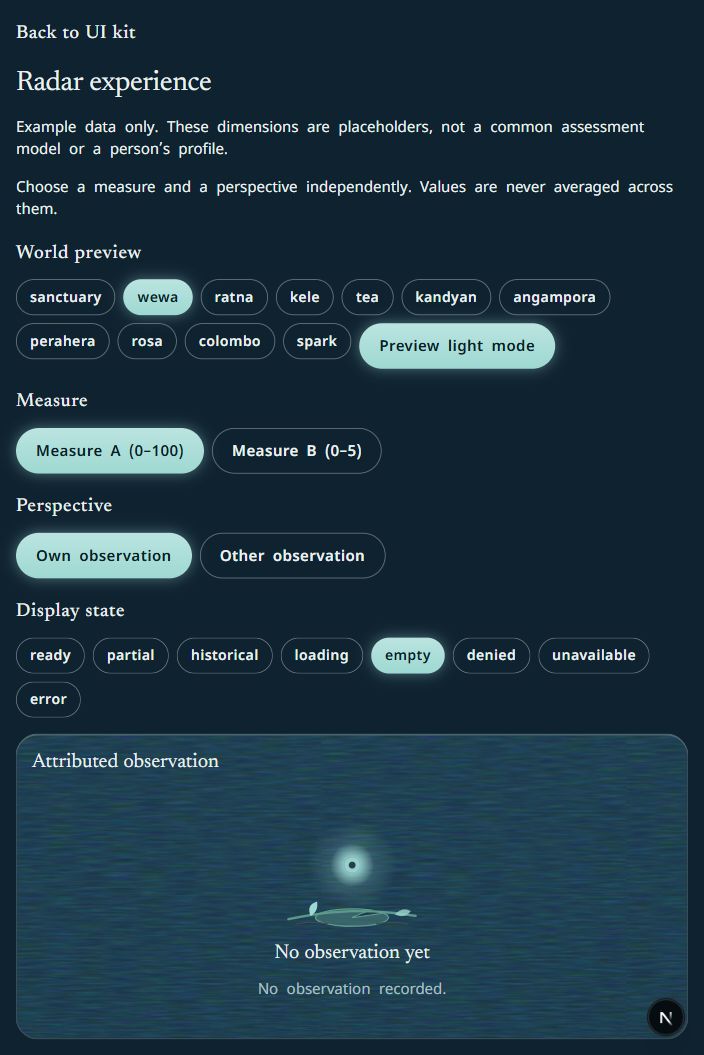 Back to UI kit
Radar experience
Example data only. These dimensions are placeholders, not a common assessment
model or a person’s profile.
Choose a measure and a perspective independently. Values are never averaged across
them.
World preview
sanctuary wewa ratna kele tea kandyan angampora
perahera rosa colombo spark Preview light mode
Measure
Measure A (0–100) Measure B (0–5)
Perspective
Own observation Other observation
Display state
ready partial historical loading empty denied unavailable
error
Attributed observation
No observation yet
No observation recorded.
N